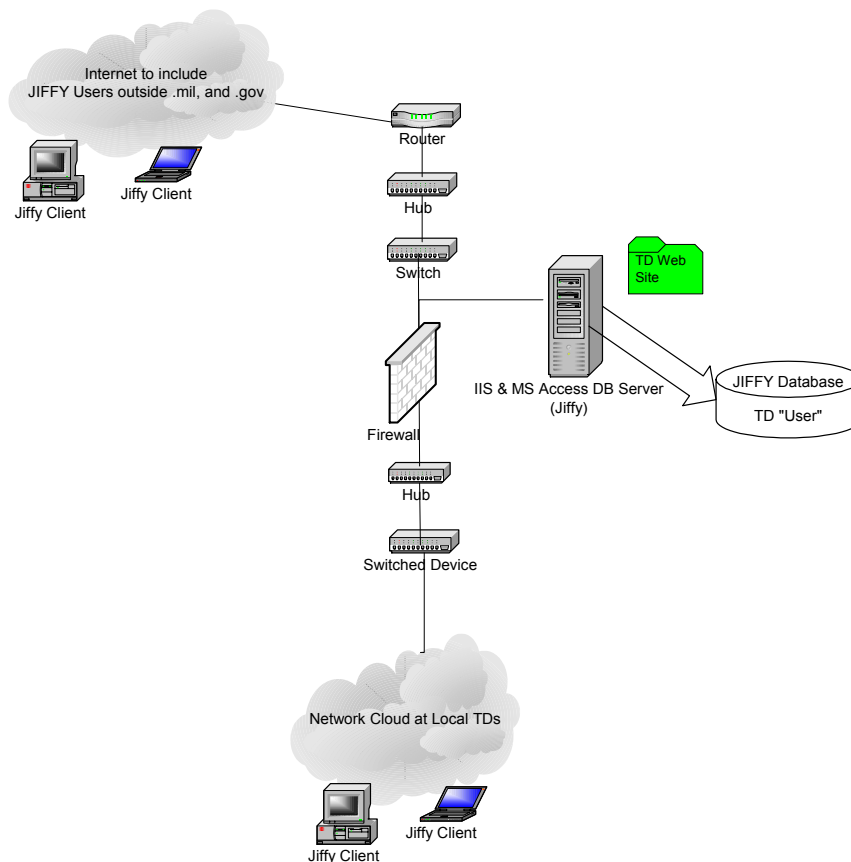 Internet to include
JIFFY Users outside .mil, and .gov
Jiffy Client
Jiffy Client
Router
Hub
Switch
TD Web
Site
IIS & MS Access DB Server
(Jiffy)
JIFFY Database
TD "User"
Firewall
Hub
Switched Device
Network Cloud at Local TDs
Jiffy Client
Jiffy Client